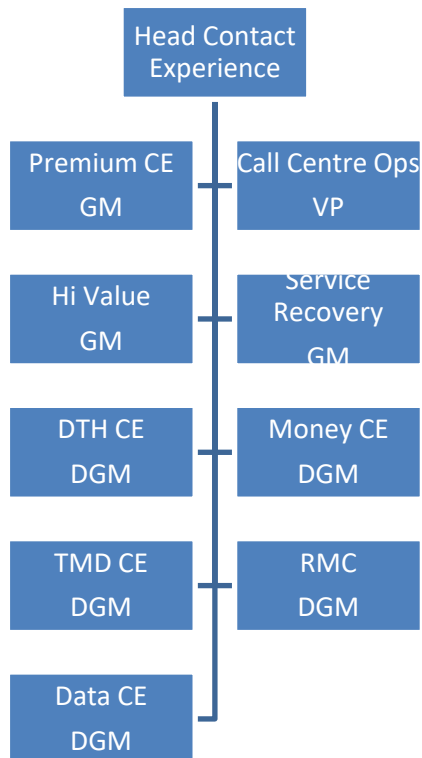 Head Contact
Experience
Premium CE
GM
Call Centre Ops
VP
Hi Value
GM
Service
Recovery
GM
DTH CE
DGM
Money CE
DGM
TMD CE
DGM
RMC
DGM
Data CE
DGM